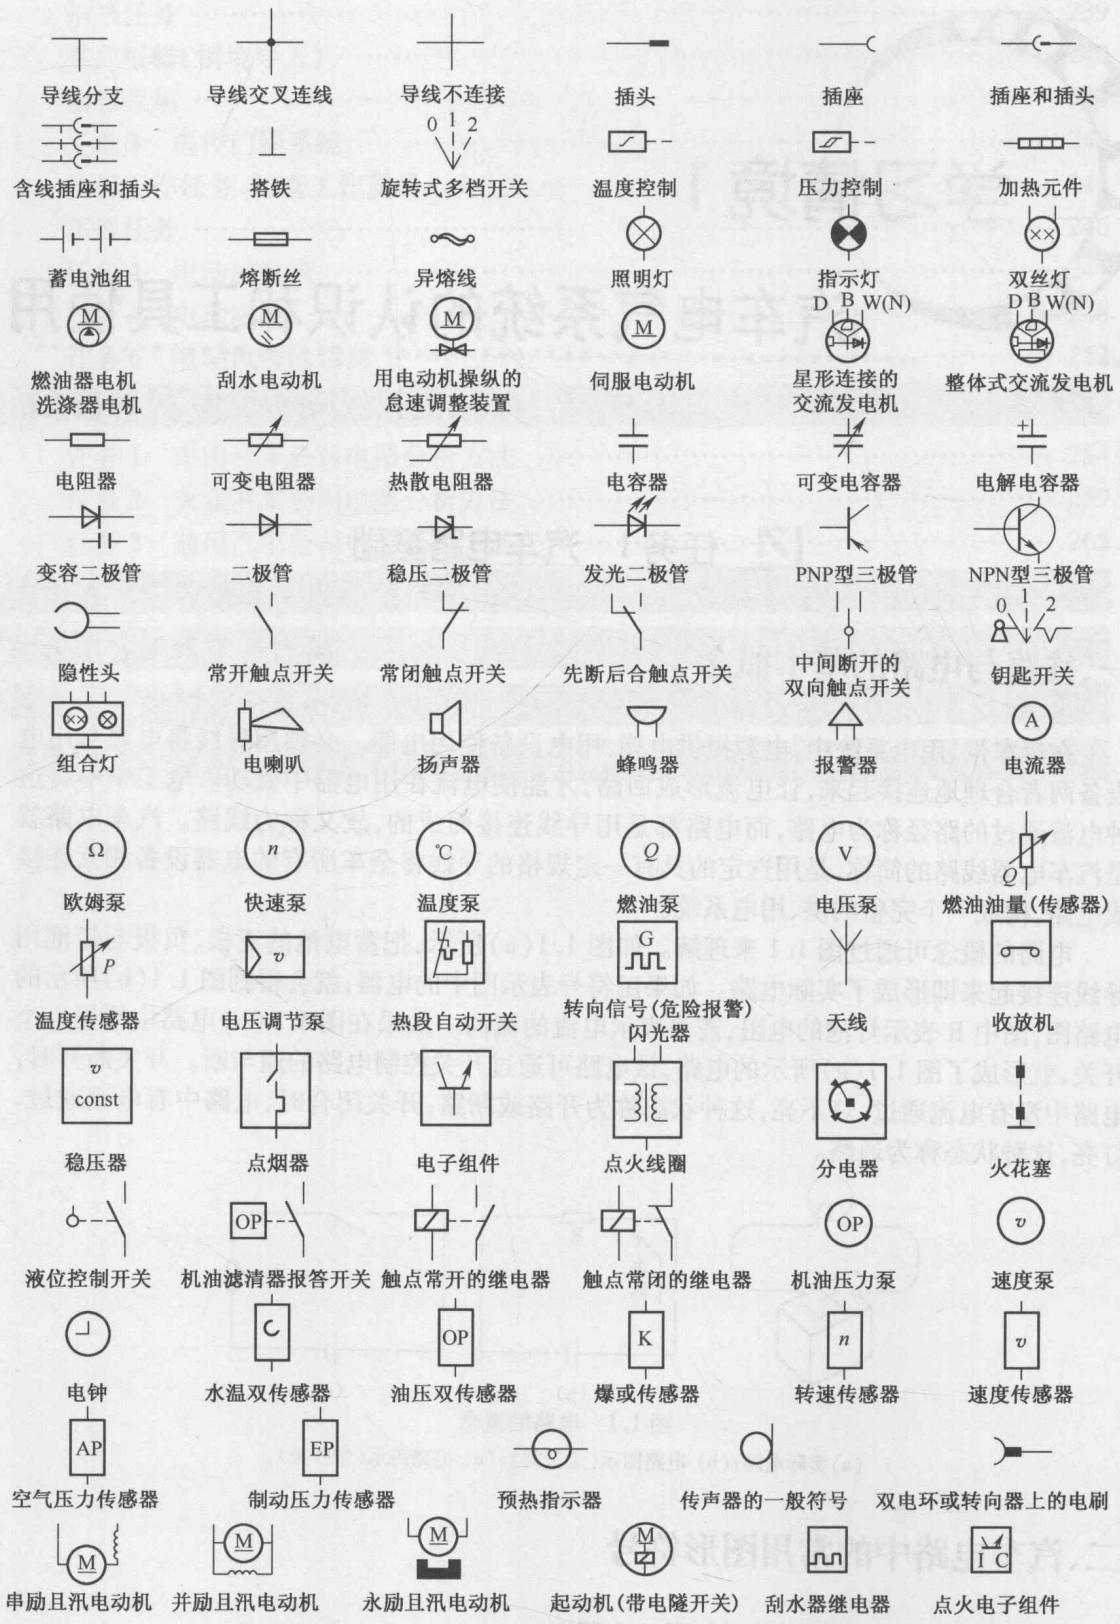 导线分支 导线交叉连线 导线不连接 插头 插座 插座和插头
0 1 2
含线插座和插头 搭铁 旋转式多档开关 温度控制 压力控制 加热元件
蓄电池组 熔断丝 异熔线 照明灯 指示灯 双丝灯
M M M M D B W(N) D B W(N)
燃油器电机 刮水电动机 用电动机操纵的 伺服电动机 星形连接的 整体式交流发电机
洗涤器电机 怠速调整装置 交流发电机
电阻器 可变电阻器 热散电阻器 电容器 可变电容器 电解电容器
变容二极管 二极管 稳压二极管 发光二极管 PNP型三极管 NPN型三极管
0 1 2
隐性头 常开触点开关 常闭触点开关 先断后合触点开关 中间断开的 钥匙开关
双向触点开关
A
组合灯 电喇叭 扬声器 蜂鸣器 报警器 电流器
Ω n ℃ Q V Q
欧姆泵 快速泵 温度泵 燃油泵 电压泵 燃油油量(传感器)
P v G
温度传感器 电压调节泵 热段自动开关 转向信号(危险报警) 天线 收放机
闪光器
v
const
稳压器 点烟器 电子组件 点火线圈 分电器 火花塞
OP OP v
液位控制开关 机油滤清器报答开关 触点常开的继电器 触点常闭的继电器 机油压力泵 速度泵
OP K n v
电钟 水温双传感器 油压双传感器 爆或传感器 转速传感器 速度传感器
AP EP
空气压力传感器 制动压力传感器 预热指示器 传声器的一般符号 双电环或转向器上的电刷
M M M M I C
串励且汛电动机 并励且汛电动机 永励且汛电动机 起动机(带电隧开关) 刮水器继电器 点火电子组件